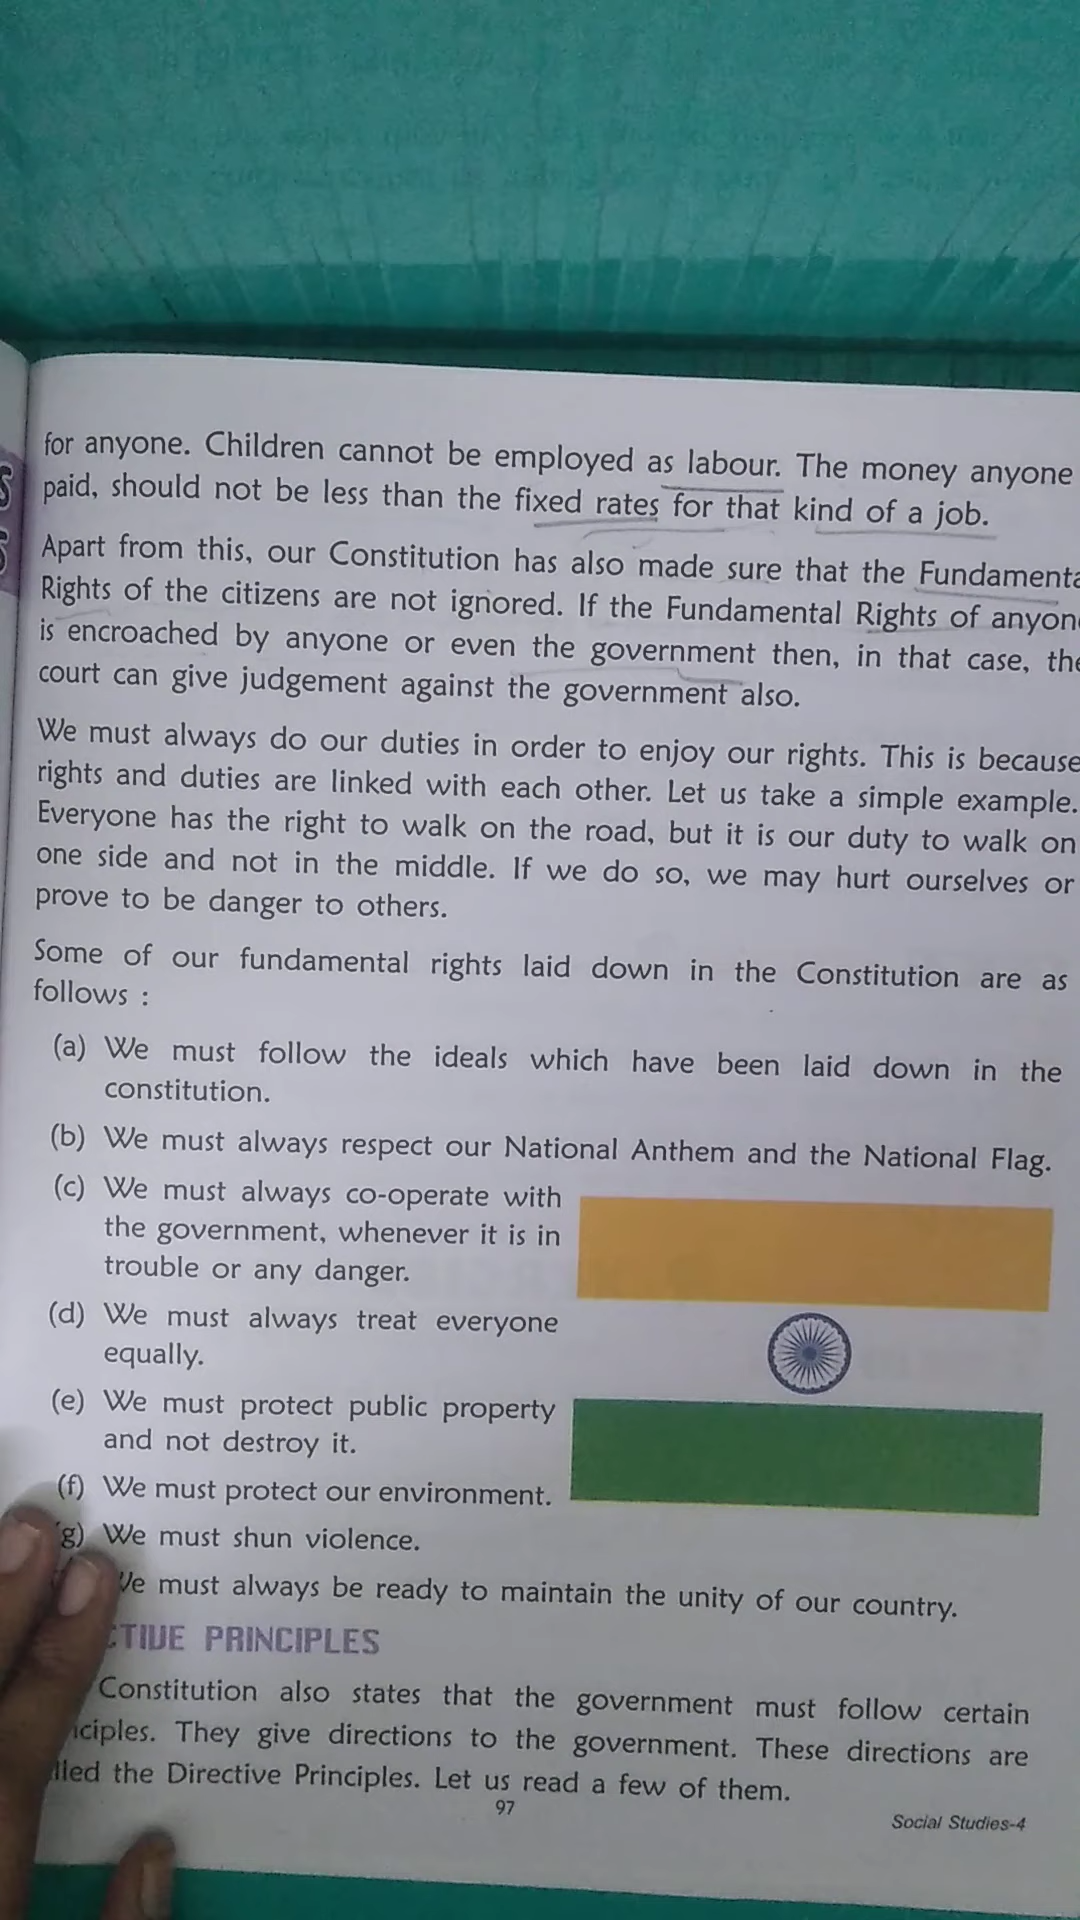 for anyone. Children cannot be employed as labour. The money anyone
paid, should not be less than the fixed rates for that kind of a job.
Apart from this, our Constitution has also made sure that the Fundamenta
Rights of the citizens are not ignored. If the Fundamental Rights of anyon
is encroached by anyone or even the government then, in that case, the
court can give judgement against the government also.
We must always do our duties in order to enjoy our rights. This is because
rights and duties are linked with each other. Let us take a simple example.
Everyone has the right to walk on the road, but it is our duty to walk on
one side and not in the middle. If we do so, we may hurt ourselves or
prove to be danger to others.
Some of our fundamental rights laid down in the Constitution are as
follows :
(a) We must follow the ideals which have been laid down in the
constitution.
(b) We must always respect our National Anthem and the National Flag.
(c) We must always co-operate with
the government, whenever it is in
trouble or any danger.
(d) We must always treat everyone
equally.
(e) We must protect public property
and not destroy it.
(f) We must protect our environment.
g) We must shun violence.
We must always be ready to maintain the unity of our country.
CTIVE PRINCIPLES
Constitution also states that the government must follow certain
ciples. They give directions to the government. These directions are
lled the Directive Principles. Let us read a few of them.
97
Social Studies-4